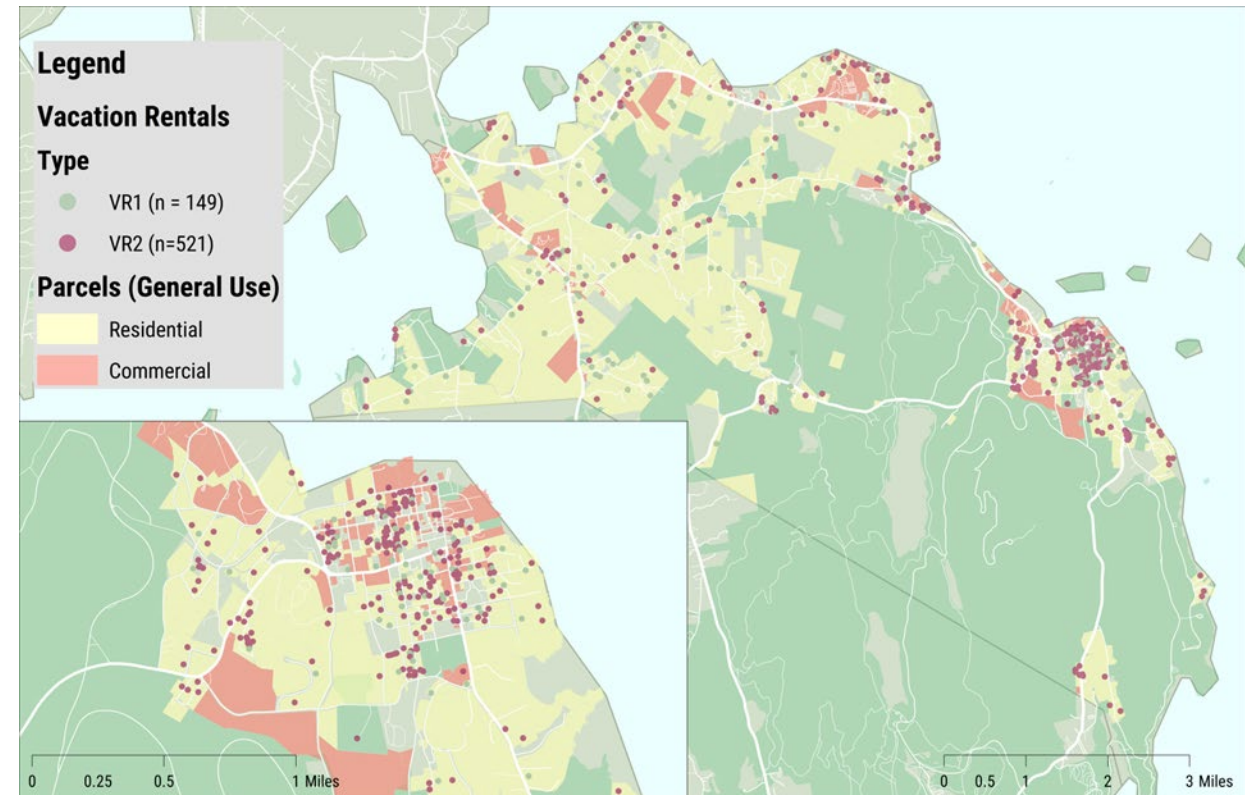 Legend
Vacation Rentals
Type
VR1 (n = 149)
VR2 (n=521)
Parcels (General Use)
Residential
Commercial
0 0.25 0.5 1 Miles
0 0.5 1 2 3 Miles